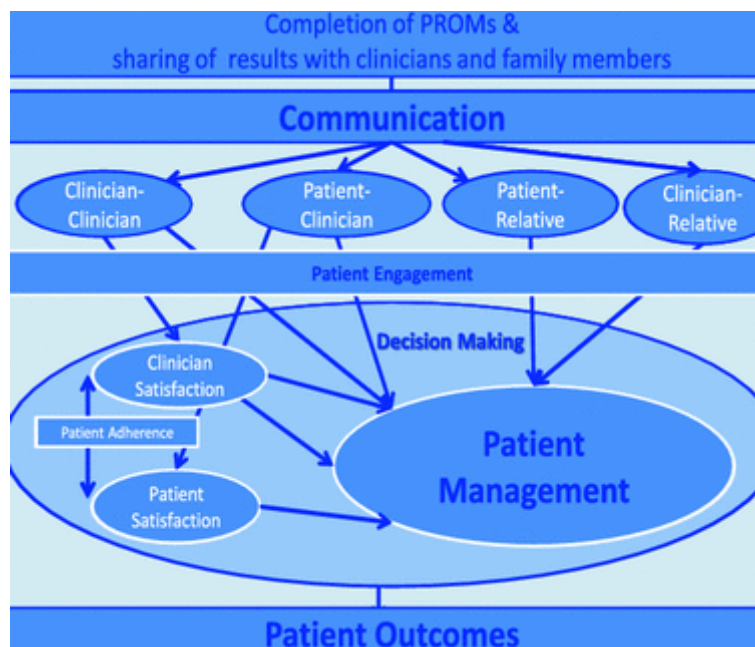 Completion of PROMs &
sharing of results with clinicians and family members
Communication
Clinician-
Clinician
Patient-
Clinician
Patient-
Relative
Clinician-
Relative
Patient Engagement
Decision Making
Clinician
Satisfaction
Patient Adherence
Patient
Satisfaction
Patient
Management
Patient Outcomes